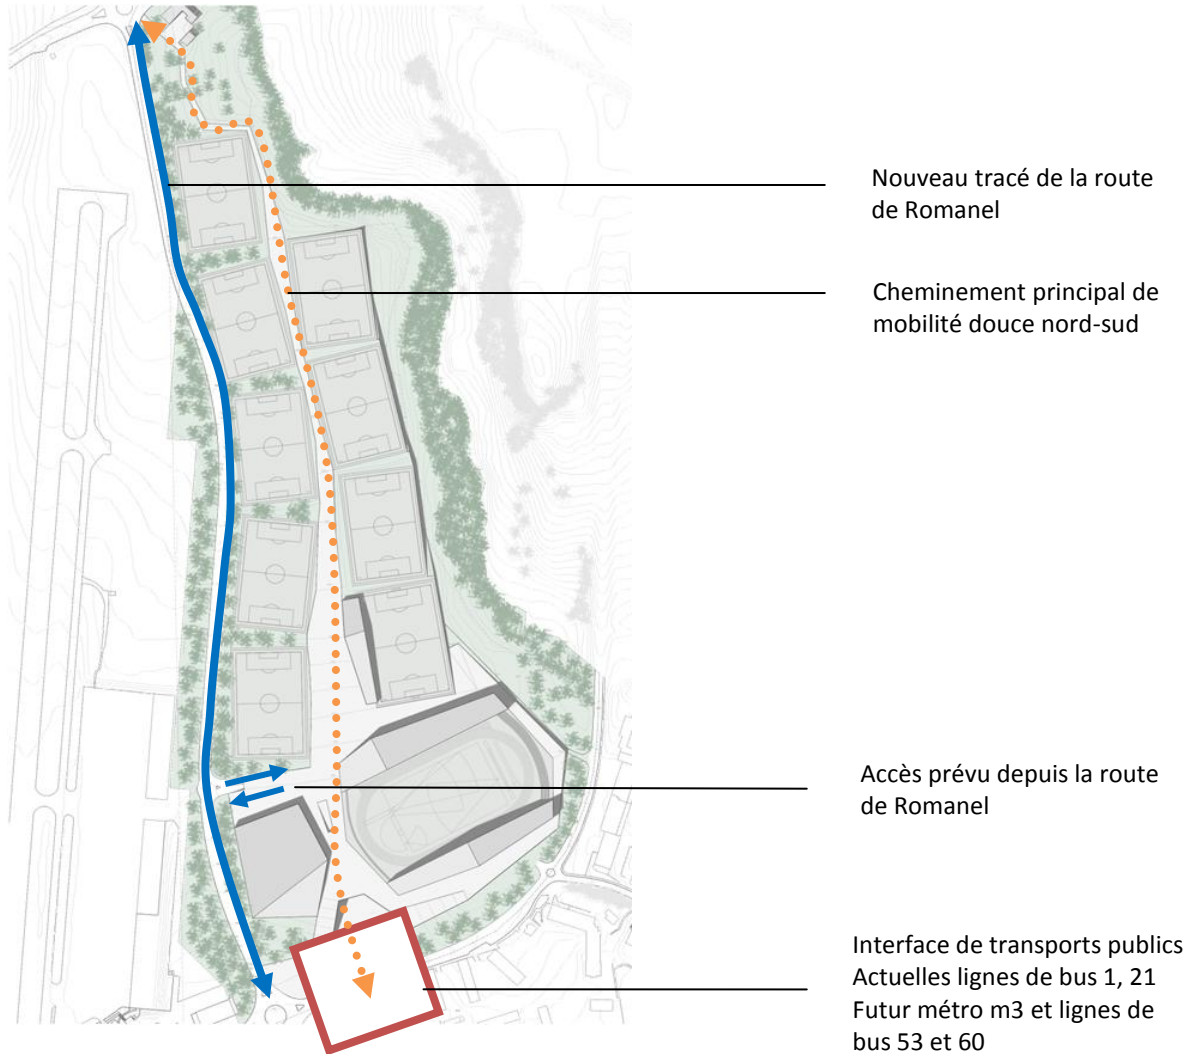 Nouveau tracé de la route
de Romanel
Cheminement principal de
mobilité douce nord-sud
Accès prévu depuis la route
de Romanel
Interface de transports publics
Actuelles lignes de bus 1, 21
Futur métro m3 et lignes de
bus 53 et 60